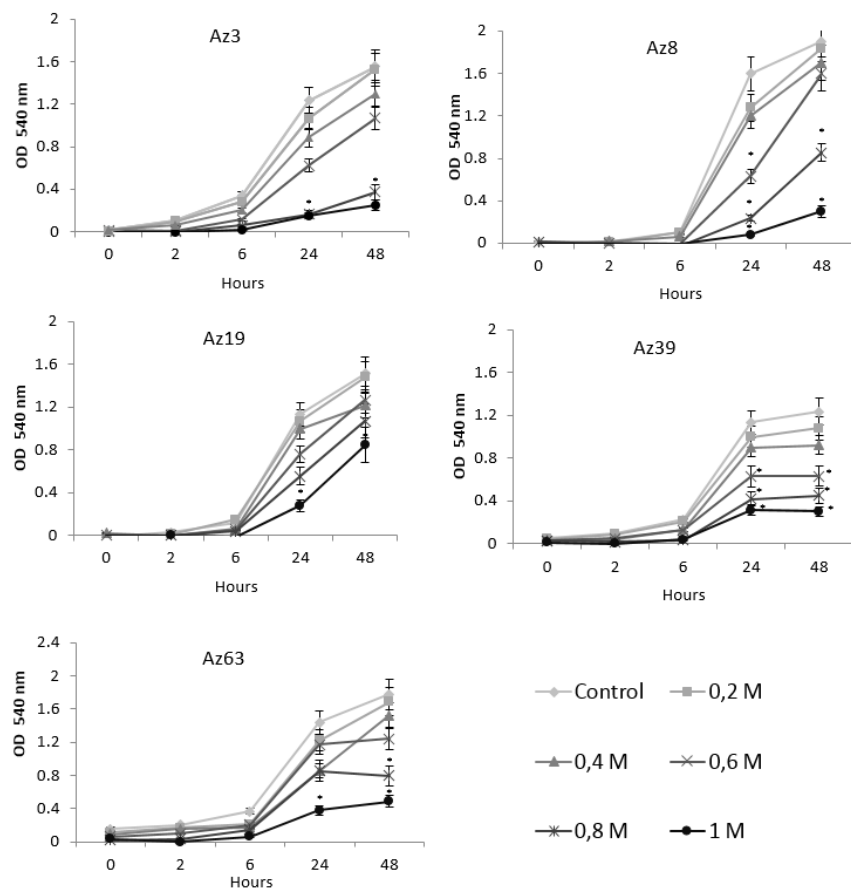 Az3
OD 540 nm
2
1.6
1.2
0.8
0.4
0
0 2 6 24 48
Hours
Az8
OD 540 nm
2
1.6
1.2
0.8
0.4
0
0 2 6 24 48
Hours
Az19
OD 540 nm
2
1.6
1.2
0.8
0.4
0
0 2 6 24 48
Hours
Az39
OD 540 nm
2
1.6
1.2
0.8
0.4
0
0 2 6 24 48
Hours
Az63
OD 540 nm
2.4
2
1.6
1.2
0.8
0.4
0
0 2 6 24 48
Hours
Control 0,2 M
0,4 M 0,6 M
0,8 M 1 M